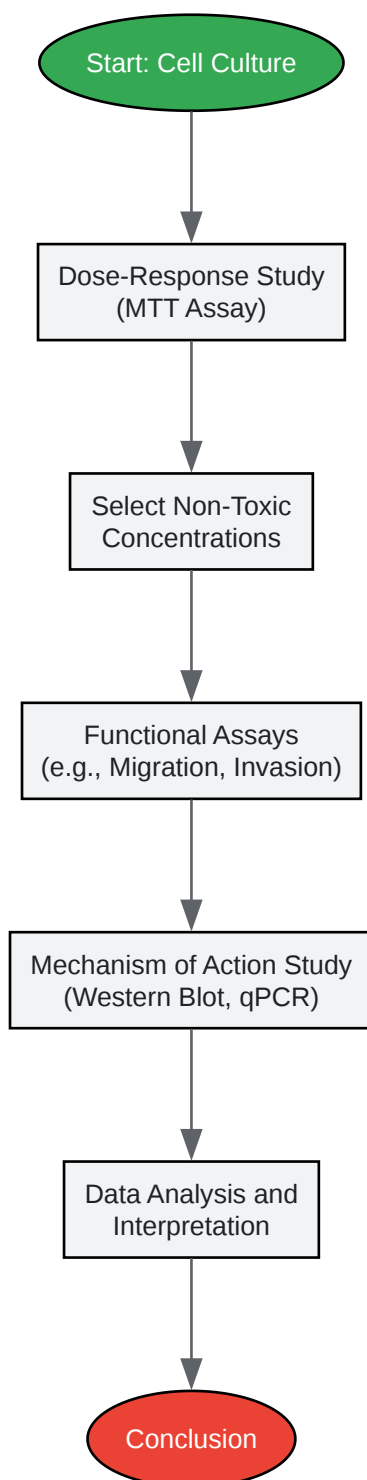 Start: Cell Culture
Dose-Response Study
(MTT Assay)
Select Non-Toxic
Concentrations
Functional Assays
(e.g., Migration, Invasion)
Mechanism of Action Study
(Western Blot, qPCR)
Data Analysis and
Interpretation
Conclusion